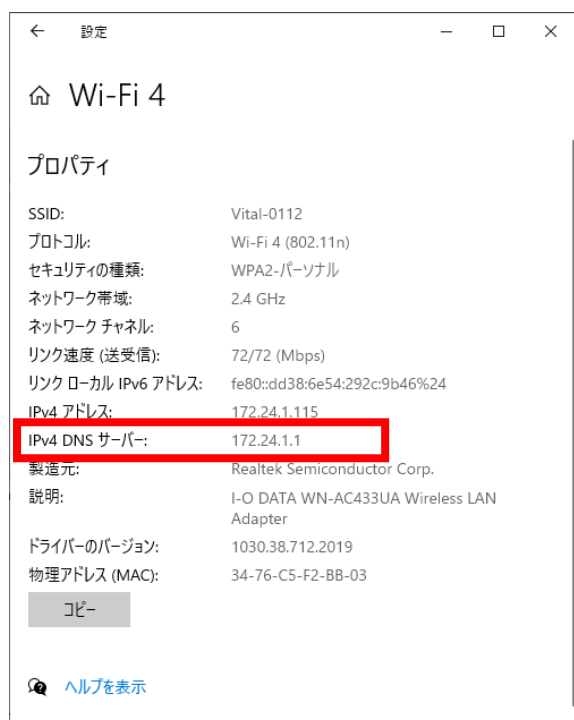 設定
Wi-Fi 4
プロパティ
SSID: Vital-0112
プロトコル: Wi-Fi 4 (802.11n)
セキュリティの種類: WPA2-パーソナル
ネットワーク帯域: 2.4 GHz
ネットワーク チャネル: 6
リンク速度 (送受信): 72/72 (Mbps)
リンク ローカル IPv6 アドレス: fe80::dd38:6e54:292c:9b46%24
IPv4 アドレス: 172.24.1.115
IPv4 DNS サーバー: 172.24.1.1
製造元: Realtek Semiconductor Corp.
説明: I-O DATA WN-AC433UA Wireless LAN
Adapter
ドライバーのバージョン: 1030.38.712.2019
物理アドレス (MAC): 34-76-C5-F2-BB-03
コピー
ヘルプを表示